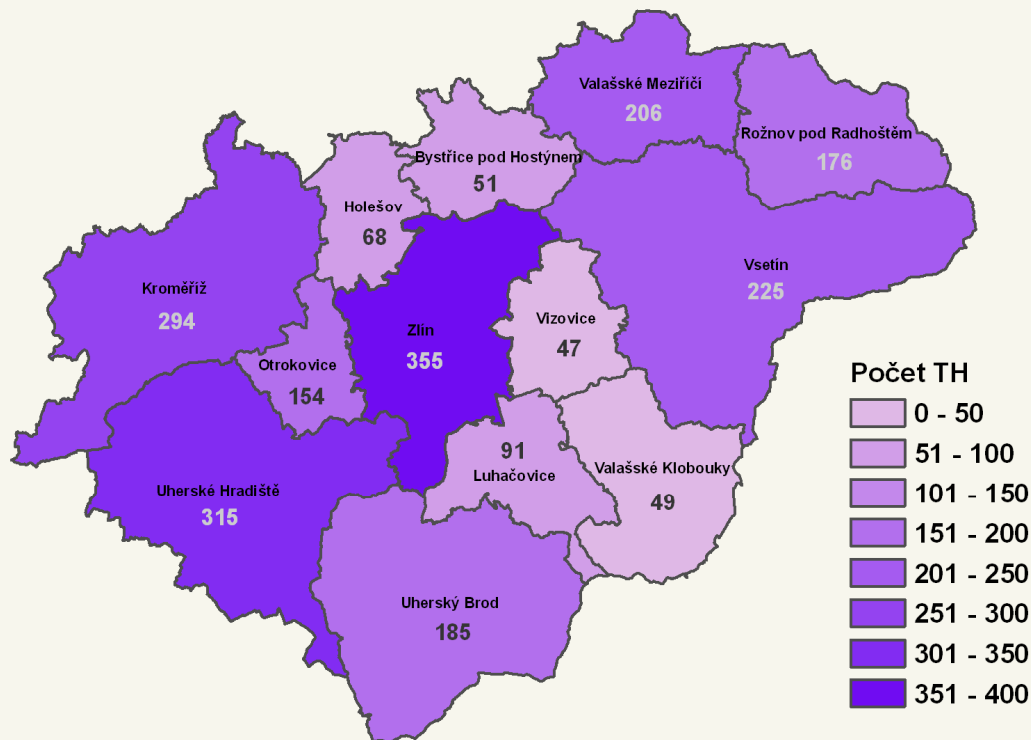 Valašské Meziříčí
206
Rožnov pod Radhoštěm
176
Bystřice pod Hostýnem
51
Holešov
68
Vsetín
225
Kroměříž
294
Zlín
355
Vizovice
47
Otrokovice
154
91
Luhačovice
Valašské Klobouky
49
Uherské Hradiště
315
Uherský Brod
185
Počet TH
0 - 50
51 - 100
101 - 150
151 - 200
201 - 250
251 - 300
301 - 350
351 - 400